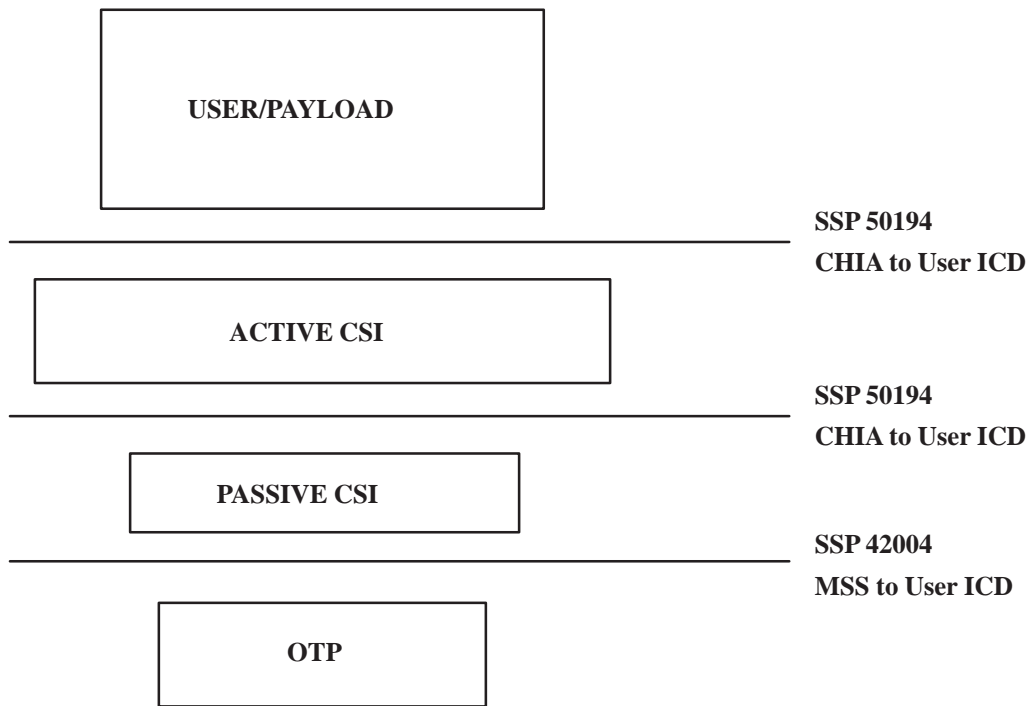 USER/PAYLOAD
SSP 50194
CHIA to User ICD
ACTIVE CSI
SSP 50194
CHIA to User ICD
PASSIVE CSI
SSP 42004
MSS to User ICD
OTP